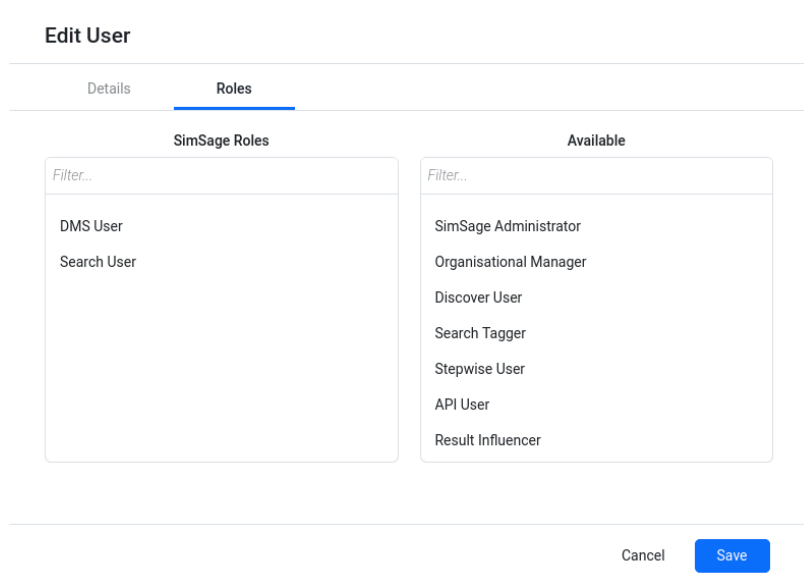 Edit User
Details
Roles
SimSage Roles
Filter...
DMS User
Search User
Available
Filter...
SimSage Administrator
Organisational Manager
Discover User
Search Tagger
Stepwise User
API User
Result Influencer
Cancel
Save